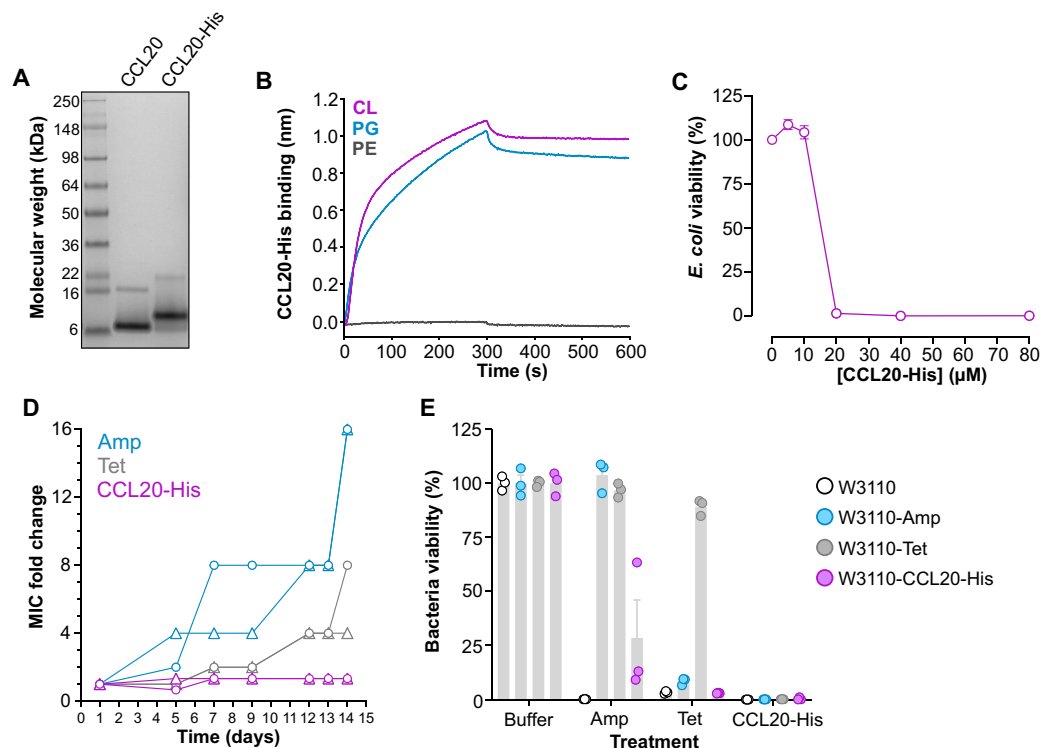 A
CCL20
CCL20-His
Molecular weight (kDa)
250
148
98
64
50
36
22
16
6
B
CL
PG
PE
CCL20-His binding (nm)
1.2
1.0
0.8
0.6
0.4
0.2
0.0
0 100 200 300 400 500 600
Time (s)
C
E. coli viability (%)
125
100
75
50
25
0
0 10 20 30 40 50 60 70 80
[CCL20-His] (µM)
D
Amp
Tet
CCL20-His
MIC fold change
16
12
8
4
0
0 1 2 3 4 5 6 7 8 9 10 11 12 13 14 15
Time (days)
E
Bacteria viability (%)
125
100
75
50
25
0
Buffer Amp Tet CCL20-His
Treatment
W3110
W3110-Amp
W3110-Tet
W3110-CCL20-His